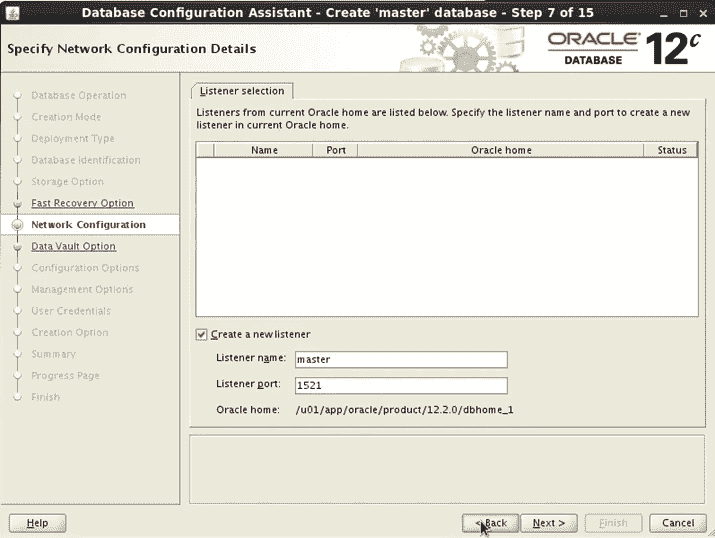 Database Configuration Assistant - Create 'master' database - Step 7 of 15
Specify Network Configuration Details
ORACLE
DATABASE
12c
Database Operation
Creation Mode
Deployment Type
Database Identification
Storage Option
Fast Recovery Option
Network Configuration
Data Vault Option
Configuration Options
Management Options
User Credentials
Creation Option
Summary
Progress Page
Finish
Listener selection
Listeners from current Oracle home are listed below. Specify the listener name and port to create a new
listener in current Oracle home.
Name Port Oracle home Status
Create a new listener
Listener name: master
Listener port: 1521
Oracle home: /u01/app/oracle/product/12.2.0/dbhome_1
Help < Back Next > Finish Cancel